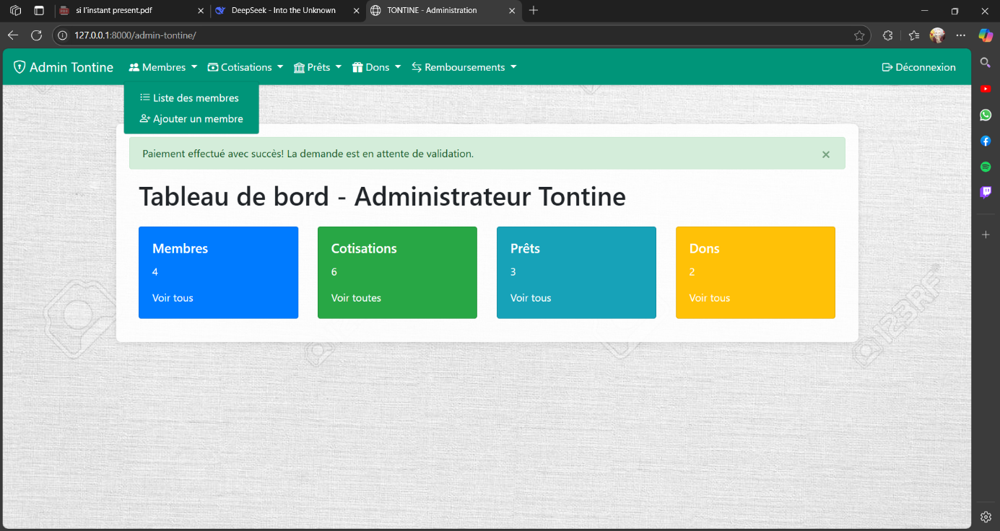 si l'instant present.pdf
DeepSeek - Into the Unknown
TONTINE - Administration
127.0.0.1:8000/admin-tontine/
Admin Tontine Membres Cotisations Prêts Dons Remboursements Déconnexion
Liste des membres
Ajouter un membre
Paiement effectué avec succès! La demande est en attente de validation.
Tableau de bord - Administrateur Tontine
Membres
4
Voir tous
Cotisations
6
Voir toutes
Prêts
3
Voir tous
Dons
2
Voir tous
123RF